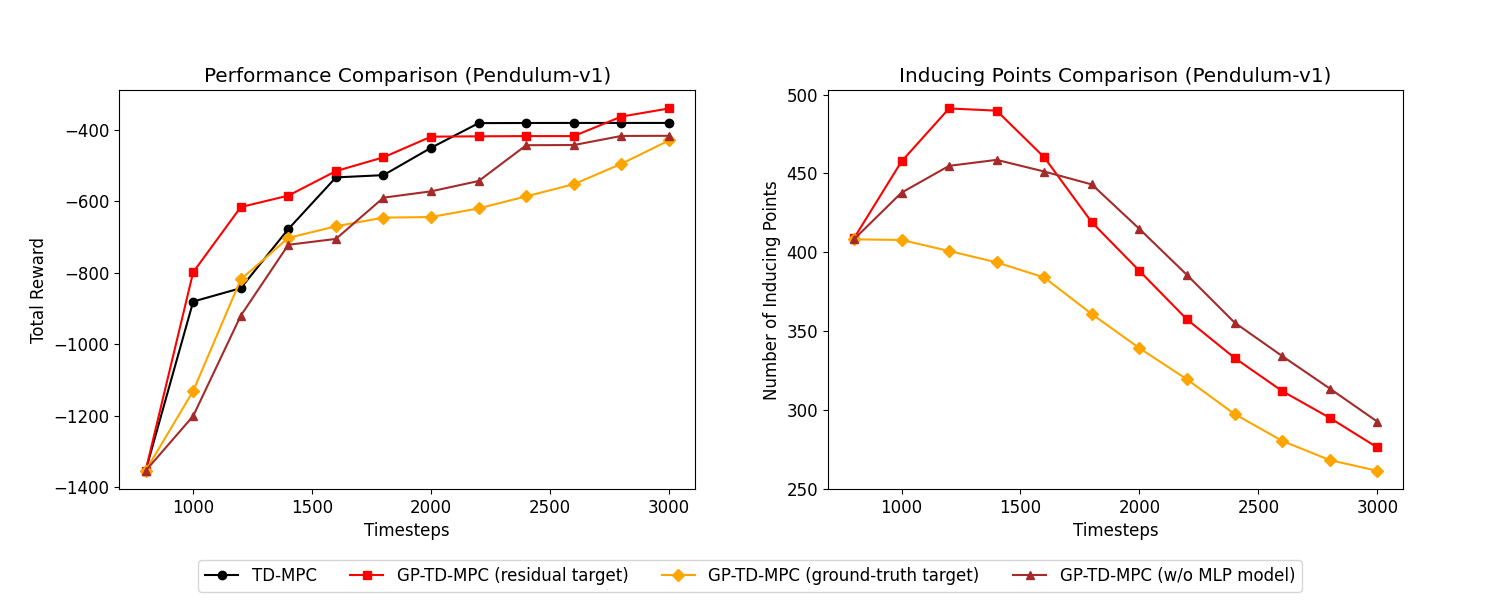 Performance Comparison (Pendulum-v1)
Total Reward
−400
−600
−800
−1000
−1200
−1400
1000 1500 2000 2500 3000
Timesteps
Inducing Points Comparison (Pendulum-v1)
Number of Inducing Points
500
450
400
350
300
250
1000 1500 2000 2500 3000
Timesteps
TD-MPC GP-TD-MPC (residual target) GP-TD-MPC (ground-truth target) GP-TD-MPC (w/o MLP model)